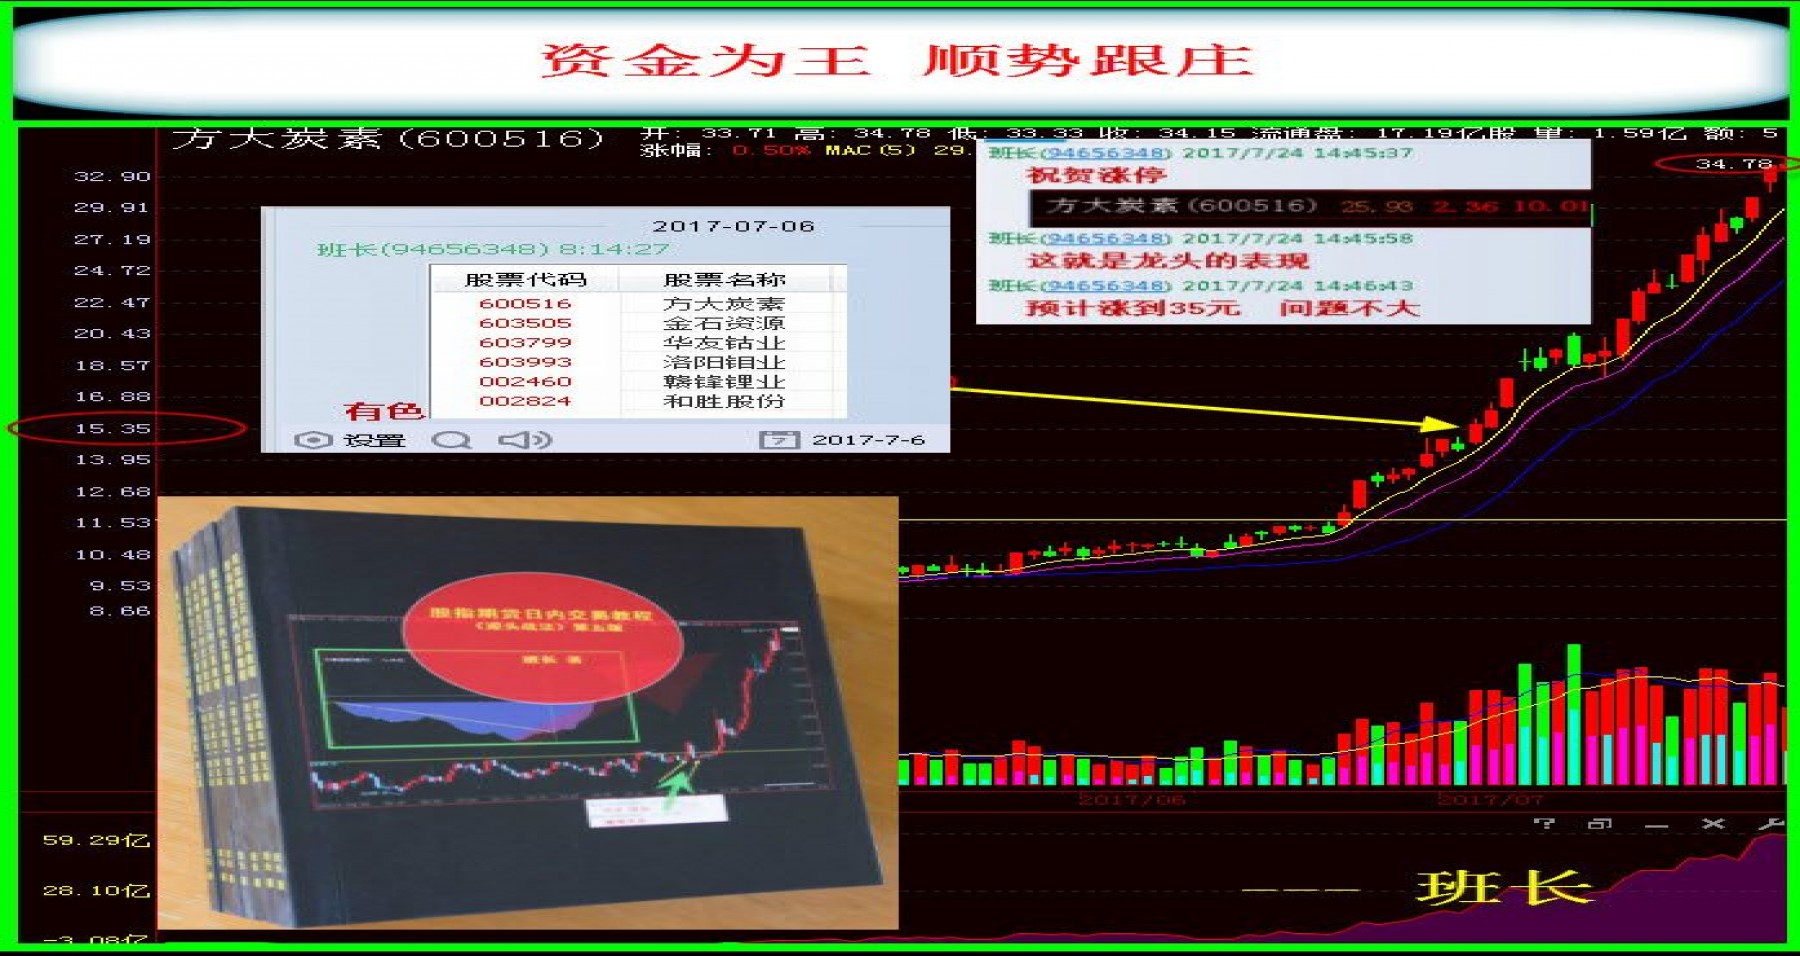 资金为王 顺势跟庄
方大炭素(600516)
开: 33.71 高: 34.78 低: 33.33 收: 34.15 流通盘: 17.19亿股 量: 1.59亿 额: 5
涨幅: 0.50% MAC(5) 29.
34.78
班长(94656348) 2017/7/24 14:45:37
祝贺涨停
方大炭素(600516) 25.93 2.36 10.01
班长(94656348) 2017/7/24 14:45:58
这就是龙头的表现
班长(94656348) 2017/7/24 14:46:43
预计涨到35元 问题不大
2017-07-06
班长(94656348) 8:14:27
股票代码 股票名称
600516 方大炭素
603505 金石资源
603799 华友钴业
603993 洛阳钼业
002460 赣锋锂业
002824 和胜股份
有色
设置
7
2017-7-6
32.90
29.91
27.19
24.72
22.47
20.43
18.57
16.88
15.35
13.95
12.68
11.53
10.48
9.53
8.66
股指期货日内交易教程
《源头战法》第五版
班长 著
2017/06
2017/07
59.29亿
28.10亿
-3.08亿
--- 班长